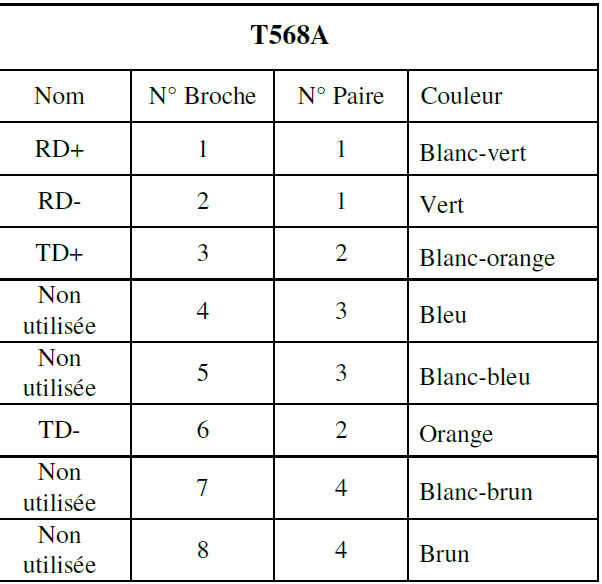 T568A
Nom N° Broche N° Paire Couleur
RD+ 1 1 Blanc-vert
RD- 2 1 Vert
TD+ 3 2 Blanc-orange
Non
utilisée 4 3 Bleu
Non
utilisée 5 3 Blanc-bleu
TD- 6 2 Orange
Non
utilisée 7 4 Blanc-brun
Non
utilisée 8 4 Brun